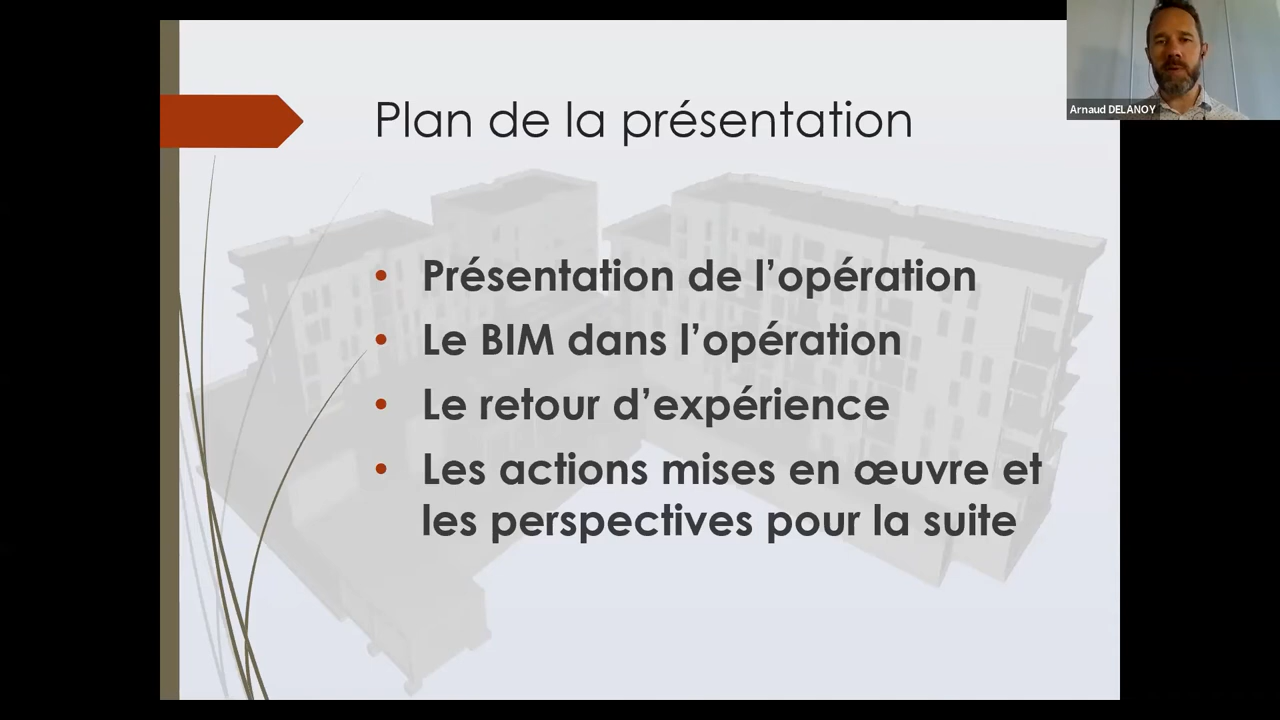 Plan de la présentation
Arnaud DELANOY
• Présentation de l’opération
• Le BIM dans l’opération
• Le retour d’expérience
• Les actions mises en œuvre et
les perspectives pour la suite